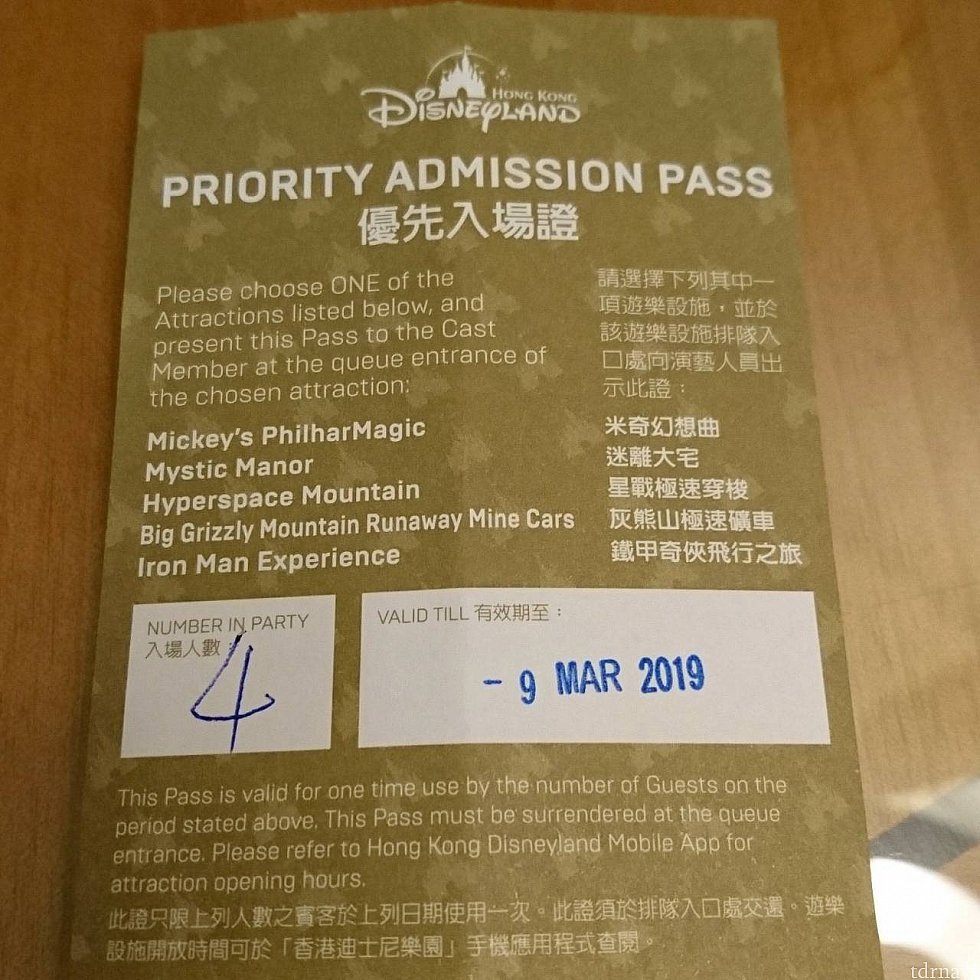 HONG KONG
DISNEYLAND
PRIORITY ADMISSION PASS
優先入場證
Please choose ONE of the
Attractions listed below, and
present this Pass to the Cast
Member at the queue entrance of
the chosen attraction:
請選擇下列其中一
項遊樂設施，並於
該遊樂設施排隊入
口處向演藝人員出
示此證：
Mickey's PhilharMagic
Mystic Manor
Hyperspace Mountain
Big Grizzly Mountain Runaway Mine Cars
Iron Man Experience
米奇幻想曲
迷離大宅
星戰極速穿梭
灰熊山極速礦車
鐵甲奇俠飛行之旅
NUMBER IN PARTY
入場人數：
4
VALID TILL 有效期至：
- 9 MAR 2019
This Pass is valid for one time use by the number of Guests on the
period stated above. This Pass must be surrendered at the queue
entrance. Please refer to Hong Kong Disneyland Mobile App for
attraction opening hours.
此證只限上列人數之賓客於上列日期使用一次。此證須於排隊入口處交還。遊樂
設施開放時間可於「香港迪士尼樂園」手機應用程式查閱。
tdrna